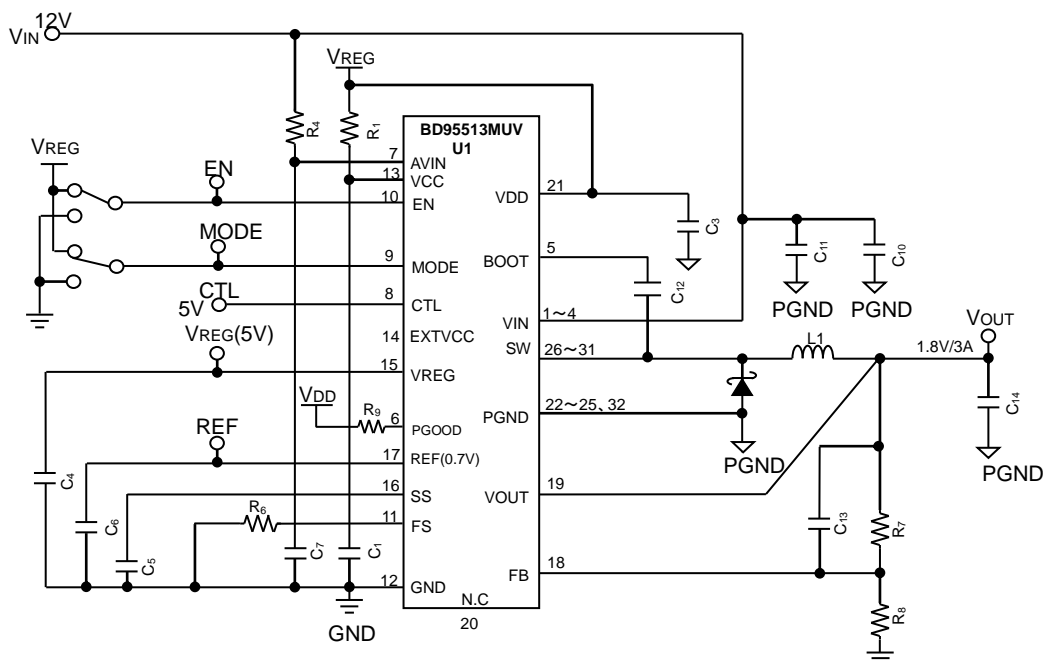 12V
VIN
VREG
R4
R1
BD95513MUV
U1
VREG
EN
7 AVIN
13 VCC
10 EN
VDD 21
C3
MODE
9 MODE
BOOT 5
C12
C11
C10
PGND
PGND
CTL
5V
8 CTL
14 EXTVCC
VIN 1~4
VREG(5V)
15 VREG
SW 26~31
L1
VOUT
1.8V/3A
VDD
R9
6 PGOOD
PGND 22~25、32
PGND
C14
PGND
REF
17 REF(0.7V)
C4
16 SS
VOUT 19
C6
C5
R6
11 FS
C7
C1
C13
R7
12 GND
FB 18
N.C
20
GND
R8